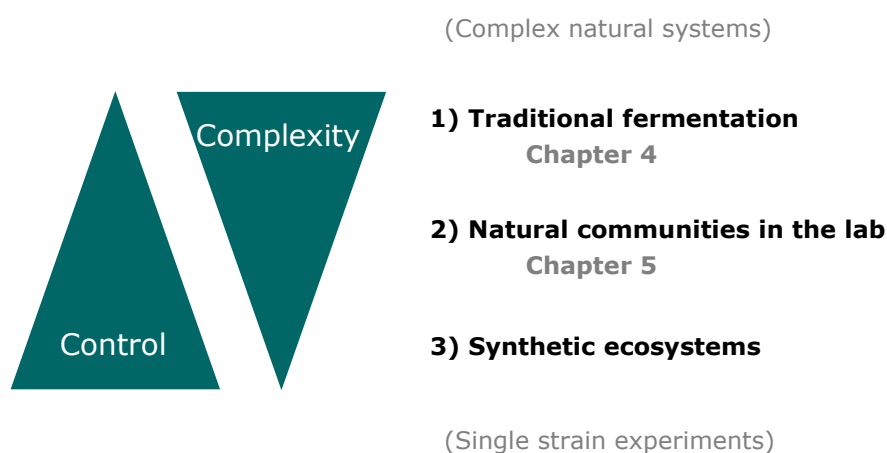 (Complex natural systems)
Complexity
1) Traditional fermentation
Chapter 4
2) Natural communities in the lab
Chapter 5
Control
3) Synthetic ecosystems
(Single strain experiments)